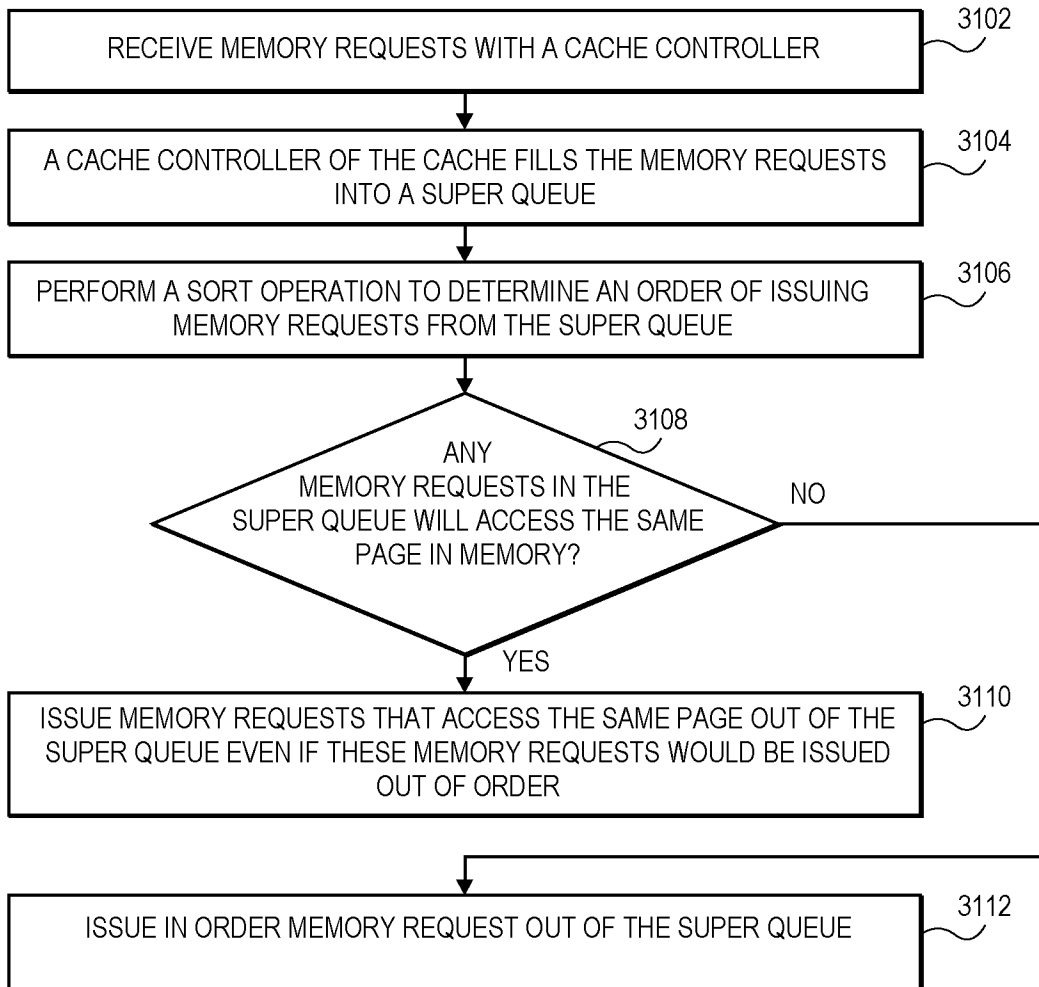 3102
RECEIVE MEMORY REQUESTS WITH A CACHE CONTROLLER
3104
A CACHE CONTROLLER OF THE CACHE FILLS THE MEMORY REQUESTS
INTO A SUPER QUEUE
3106
PERFORM A SORT OPERATION TO DETERMINE AN ORDER OF ISSUING
MEMORY REQUESTS FROM THE SUPER QUEUE
3108
ANY
MEMORY REQUESTS IN THE
SUPER QUEUE WILL ACCESS THE SAME
PAGE IN MEMORY?
NO
YES
3110
ISSUE MEMORY REQUESTS THAT ACCESS THE SAME PAGE OUT OF THE
SUPER QUEUE EVEN IF THESE MEMORY REQUESTS WOULD BE ISSUED
OUT OF ORDER
3112
ISSUE IN ORDER MEMORY REQUEST OUT OF THE SUPER QUEUE